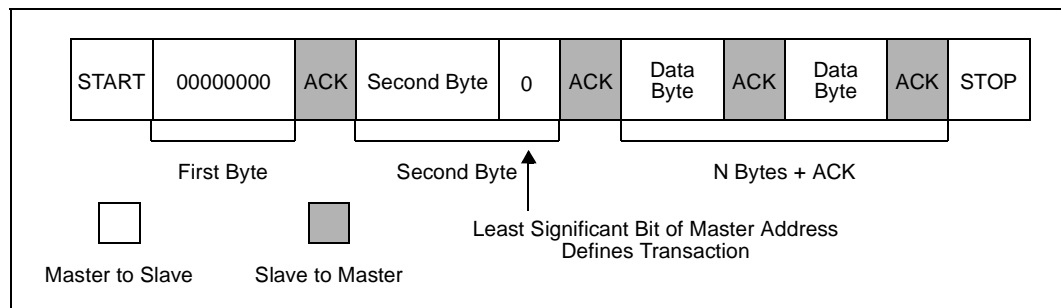 START 00000000 ACK Second Byte 0 ACK Data Byte ACK Data Byte ACK STOP
First Byte Second Byte N Bytes + ACK
Least Significant Bit of Master Address
Defines Transaction
Master to Slave Slave to Master